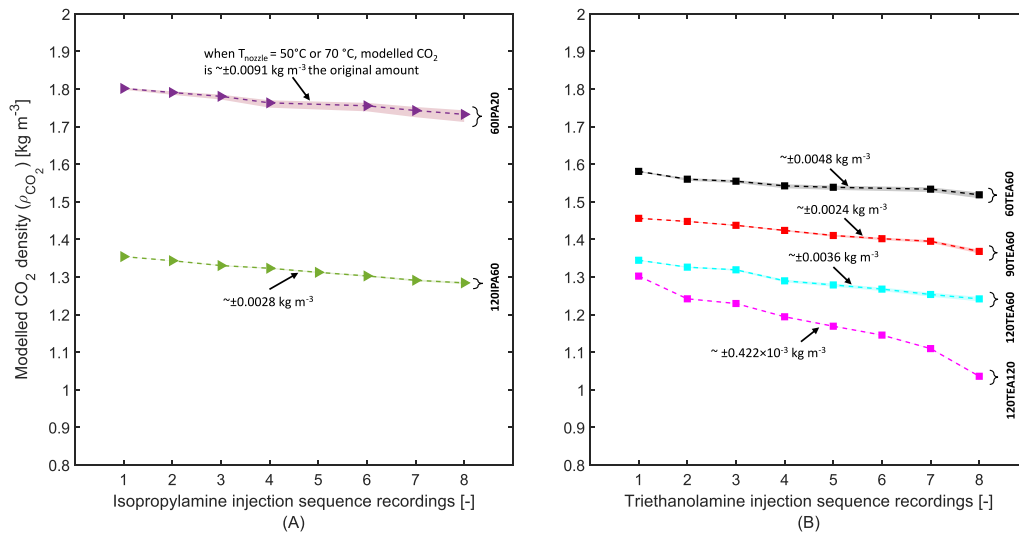 2
1.9
1.8
1.7
1.6
1.5
1.4
1.3
1.2
1.1
1
0.9
0.8
Modelled CO2 density (ρCO2) [kg m-3]
when Tnozzle = 50°C or 70 °C, modelled CO2
is ~±0.0091 kg m-3 the original amount
60IPA20
~±0.0028 kg m-3
120IPA60
1 2 3 4 5 6 7 8
Isopropylamine injection sequence recordings [-]
(A)
2
1.9
1.8
1.7
1.6
1.5
1.4
1.3
1.2
1.1
1
0.9
0.8
~±0.0048 kg m-3
60TEA60
~±0.0024 kg m-3
90TEA60
~±0.0036 kg m-3
120TEA60
~ ±0.422×10-3 kg m-3
120TEA120
1 2 3 4 5 6 7 8
Triethanolamine injection sequence recordings [-]
(B)